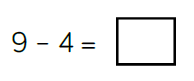 9 - 4 =